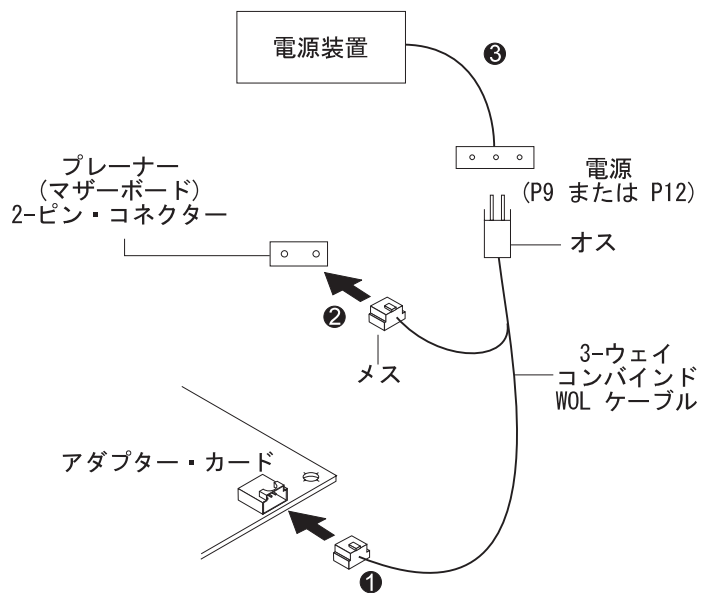 電源装置
❸
プレーナー
(マザーボード)
2-ピン・コネクター
電源
(P9 または P12)
オス
❷
メス
3-ウェイ
コンバインド
WOL ケーブル
アダプター・カード
❶